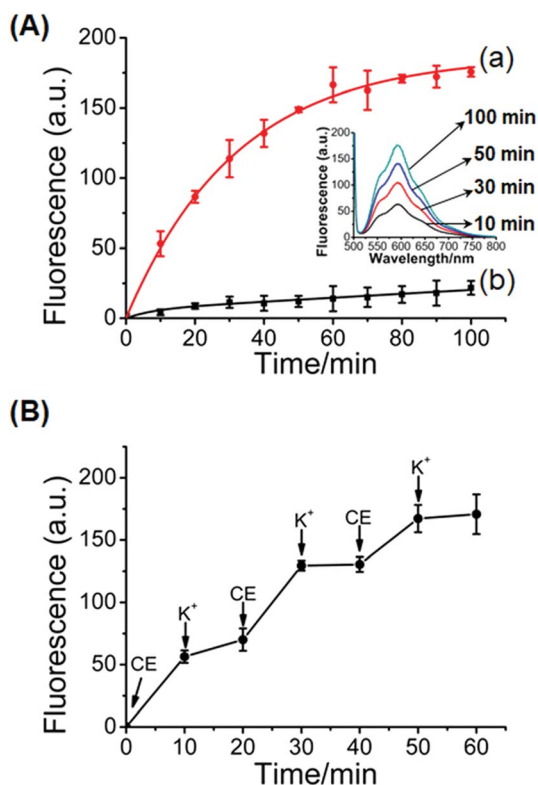 (A)
200
150
100
50
0
Fluorescence (a.u.)
(a)
200
150
100
50
0
Fluorescence (a.u.)
100 min
50 min
30 min
10 min
500 550 600 650 700 750 800
Wavelength/nm
(b)
0 20 40 60 80 100
Time/min
(B)
200
150
100
50
0
Fluorescence (a.u.)
CE
K⁺
CE
K⁺
CE
K⁺
0 10 20 30 40 50 60
Time/min